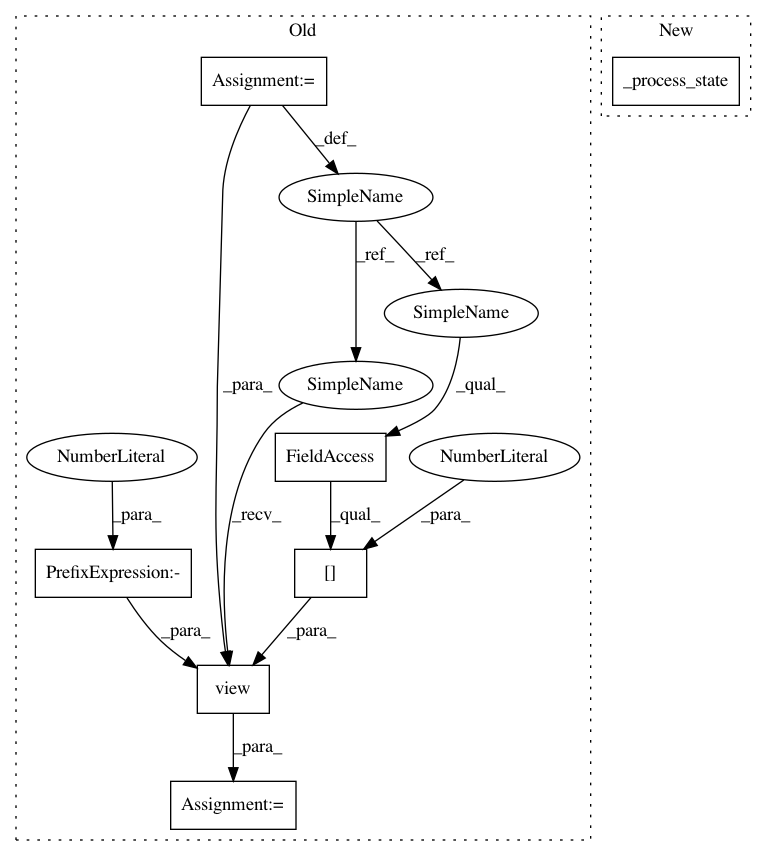 Old
New
Assignment:=
_process_state
_def_
SimpleName
_ref_
_ref_
SimpleName
_para_
SimpleName
_qual_
NumberLiteral
FieldAccess
NumberLiteral
_para_
_recv_
_qual_
_para_
PrefixExpression:-
[]
_para_
_para_
view
_para_
Assignment:=